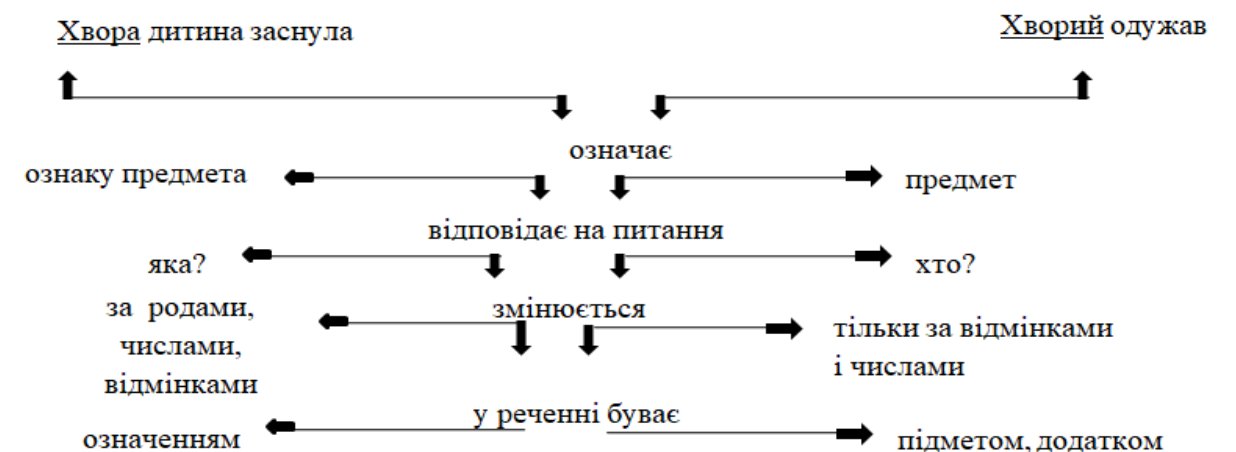 Хвора дитина заснула
Хворий одужав
означає
ознаку предмета
предмет
відповідає на питання
яка?
хто?
змінюється
за родами,
числами,
відмінками
тільки за відмінками
і числами
у реченні буває
означенням
підметом, додатком